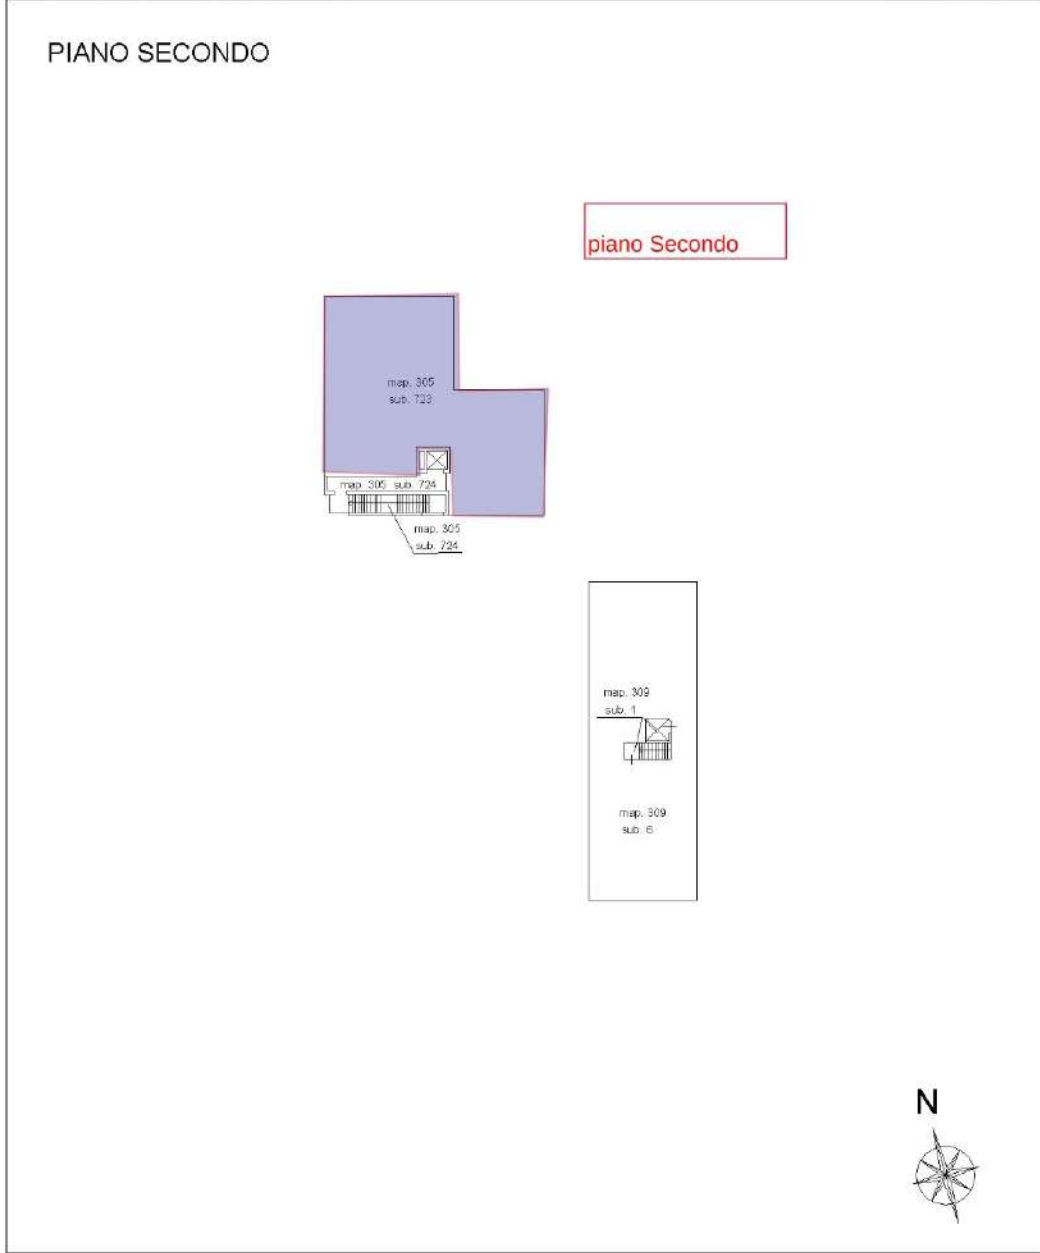 PIANO SECONDO
piano Secondo
map. 305
sub. 723
map. 305 sub. 724
map. 305
sub. 724
map. 309
sub. 1
map. 309
sub. 6
N